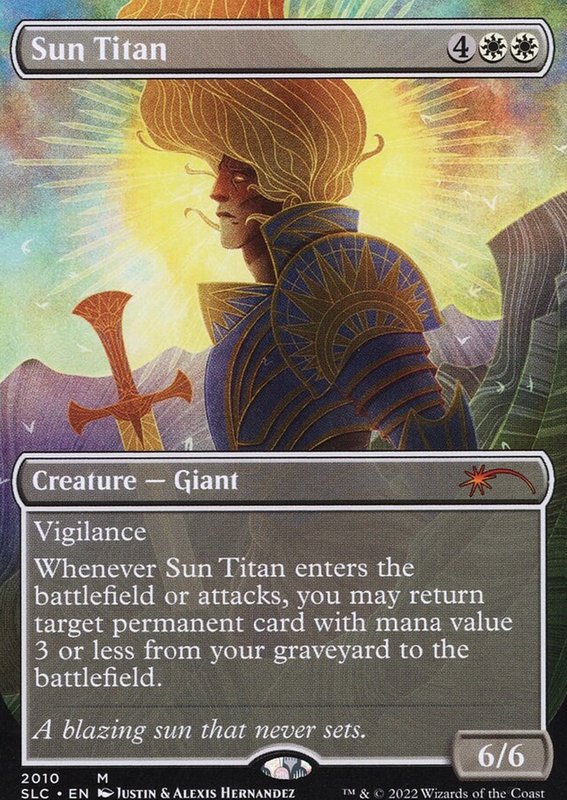 Sun Titan 4
Creature — Giant
Vigilance
Whenever Sun Titan enters the
battlefield or attacks, you may return
target permanent card with mana value
3 or less from your graveyard to the
battlefield.
A blazing sun that never sets.
6/6
2010 M
SLC • EN Justin & Alexis Hernandez
™ & © 2022 Wizards of the Coast